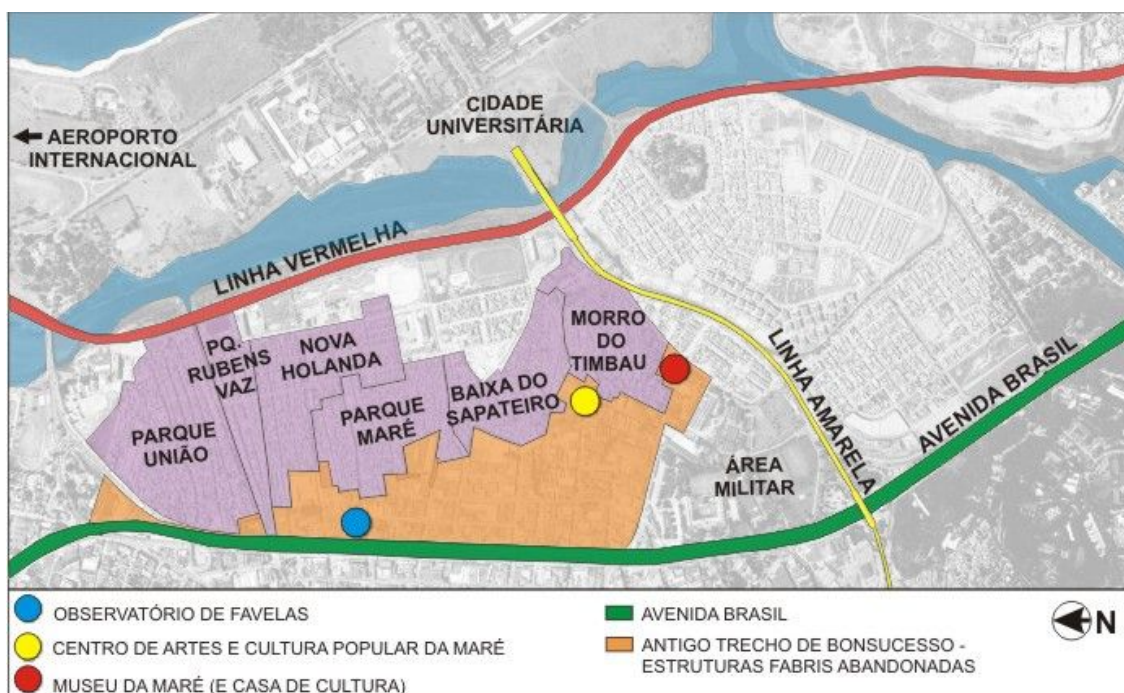 AEROPORTO
INTERNACIONAL
CIDADE
UNIVERSITÁRIA
LINHA VERMELHA
PQ.
RUBENS
VAZ
NOVA
HOLANDA
MORRO
DO
TIMBAU
PARQUE
UNIÃO
PARQUE
MARÉ
BAIXA DO
SAPATEIRO
LINHA AMARELA
AVENIDA BRASIL
ÁREA
MILITAR
OBSERVATÓRIO DE FAVELAS
CENTRO DE ARTES E CULTURA POPULAR DA MARÉ
MUSEU DA MARÉ (E CASA DE CULTURA)
AVENIDA BRASIL
ANTIGO TRECHO DE BONSUCESSO -
ESTRUTURAS FABRIS ABANDONADAS
N